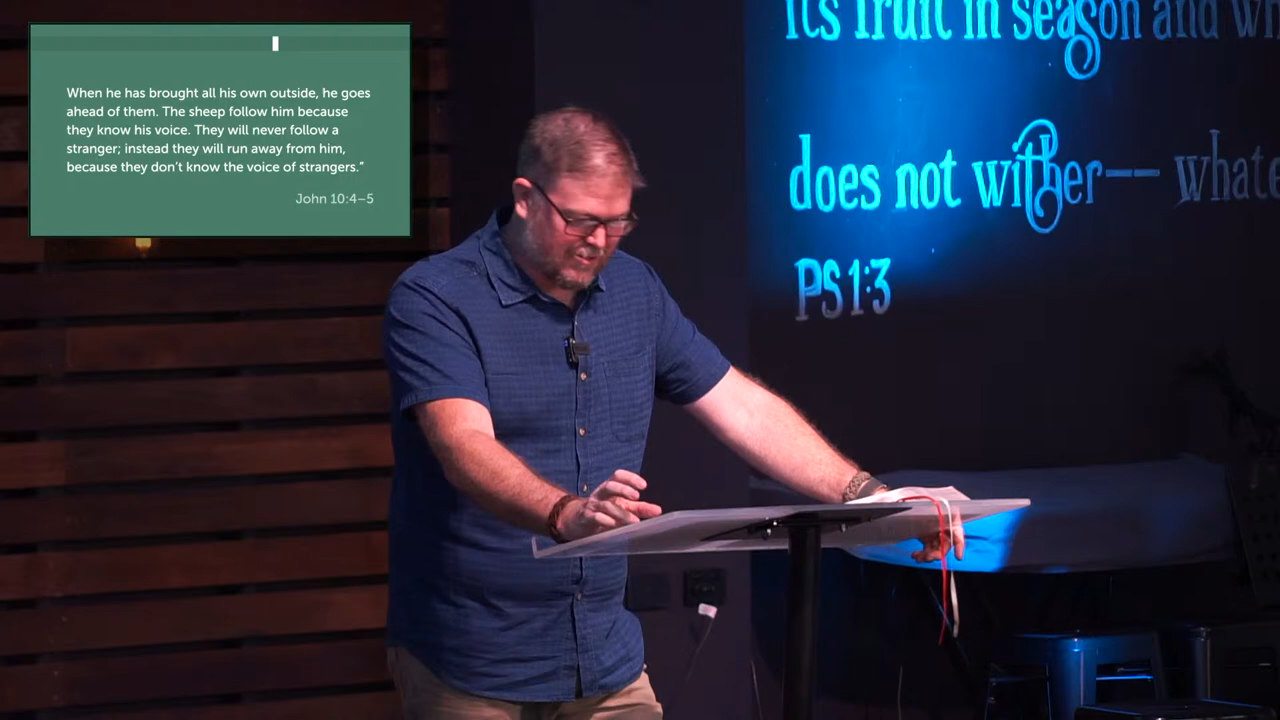 When he has brought all his own outside, he goes
ahead of them. The sheep follow him because
they know his voice. They will never follow a
stranger; instead they will run away from him,
because they don’t know the voice of strangers.”
John 10:4–5
its fruit in season and
does not wither—
PS 1:3